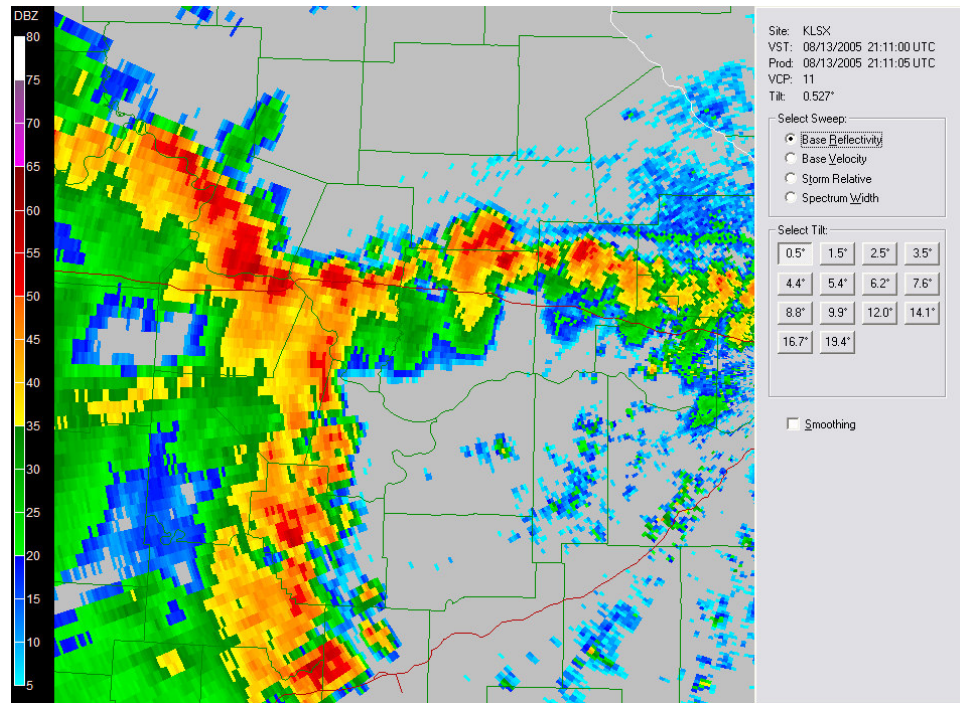 DBZ
80
75
70
65
60
55
50
45
40
35
30
25
20
15
10
5
Site: KLSX
VST: 08/13/2005 21:11:00 UTC
Prod: 08/13/2005 21:11:05 UTC
VCP: 11
Tilt: 0.527°
Select Sweep:
Base Reflectivity
Base Velocity
Storm Relative
Spectrum Width
Select Tilt:
0.5° 1.5° 2.5° 3.5°
4.4° 5.4° 6.2° 7.6°
8.8° 9.9° 12.0° 14.1°
16.7° 19.4°
Smoothing